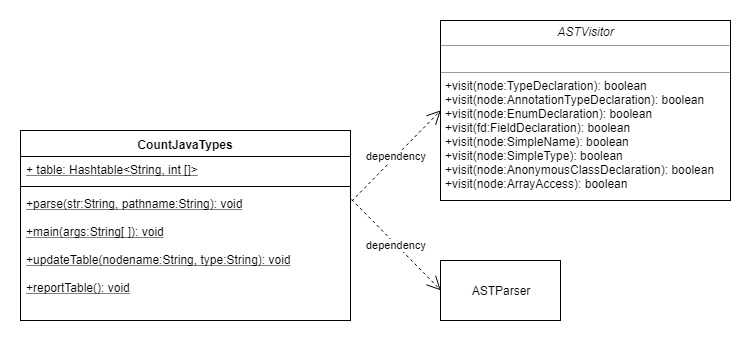 ASTVisitor
+visit(node:TypeDeclaration): boolean
+visit(node:AnnotationTypeDeclaration): boolean
+visit(node:EnumDeclaration): boolean
+visit(fd:FieldDeclaration): boolean
+visit(node:SimpleName): boolean
+visit(node:SimpleType): boolean
+visit(node:AnonymousClassDeclaration): boolean
+visit(node:ArrayAccess): boolean
CountJavaTypes
+ table: Hashtable<String, int []>
+parse(str:String, pathname:String): void
+main(args:String[ ]): void
+updateTable(nodename:String, type:String): void
+reportTable(): void
dependency
dependency
ASTParser